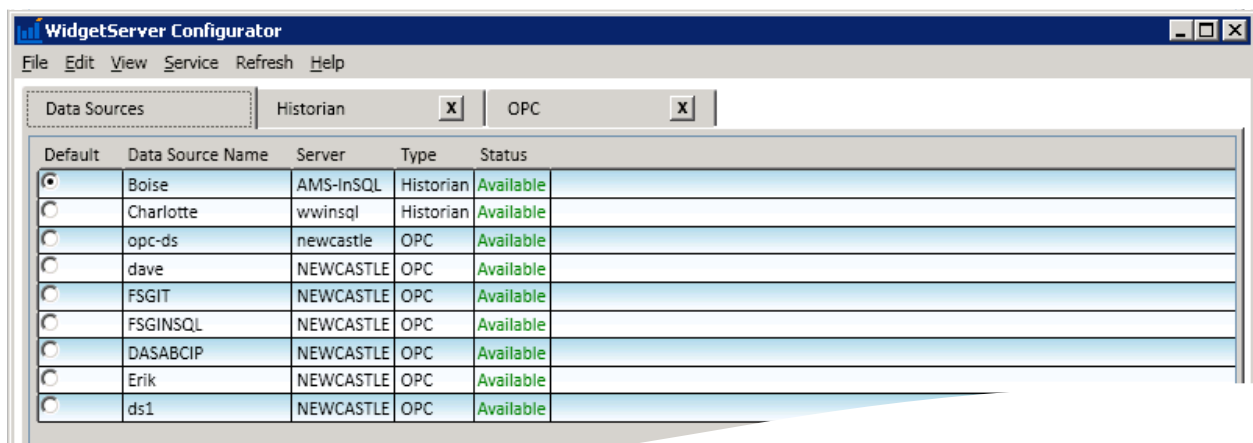 WidgetServer Configurator
File Edit View Service Refresh Help
Data Sources Historian X OPC X
Default Data Source Name Server Type Status
Boise AMS-InSQL Historian Available
Charlotte wwinsql Historian Available
opc-ds newcastle OPC Available
dave NEWCASTLE OPC Available
FSGIT NEWCASTLE OPC Available
FSGINSQL NEWCASTLE OPC Available
DASABCIP NEWCASTLE OPC Available
Erik NEWCASTLE OPC Available
ds1 NEWCASTLE OPC Available